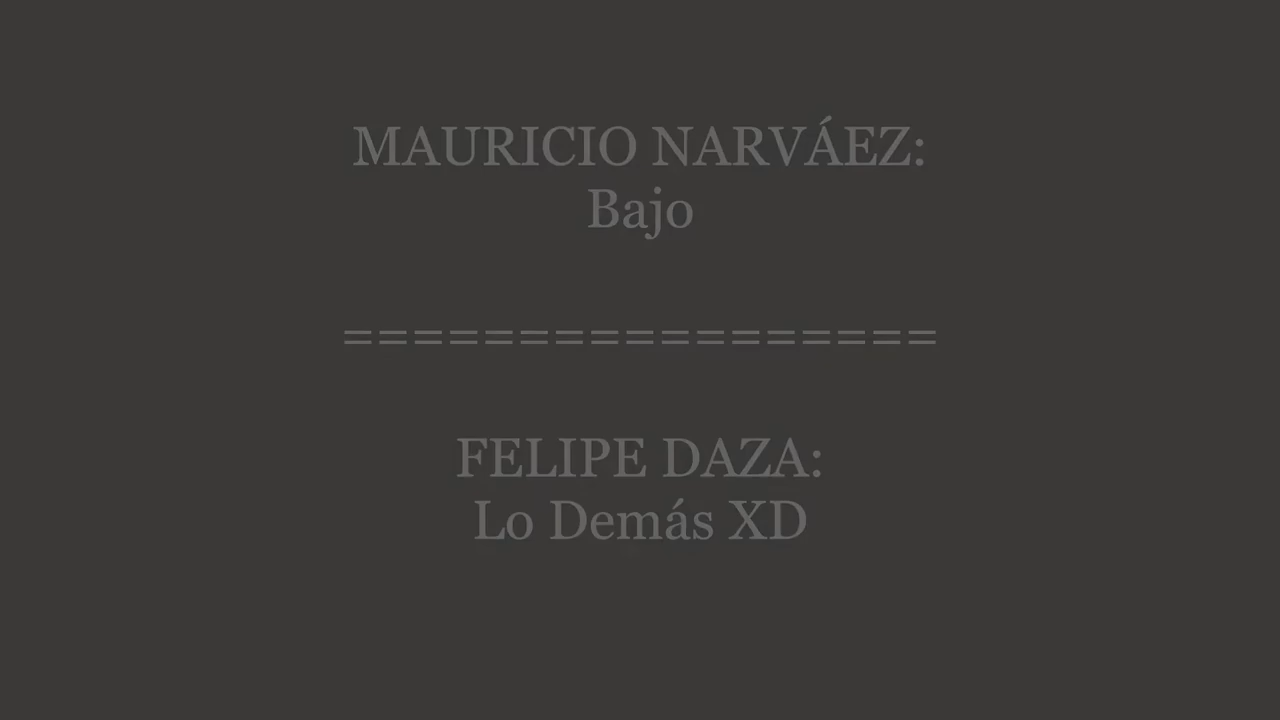 MAURICIO NARVÁEZ:
Bajo
=================
FELIPE DAZA:
Lo Demás XD